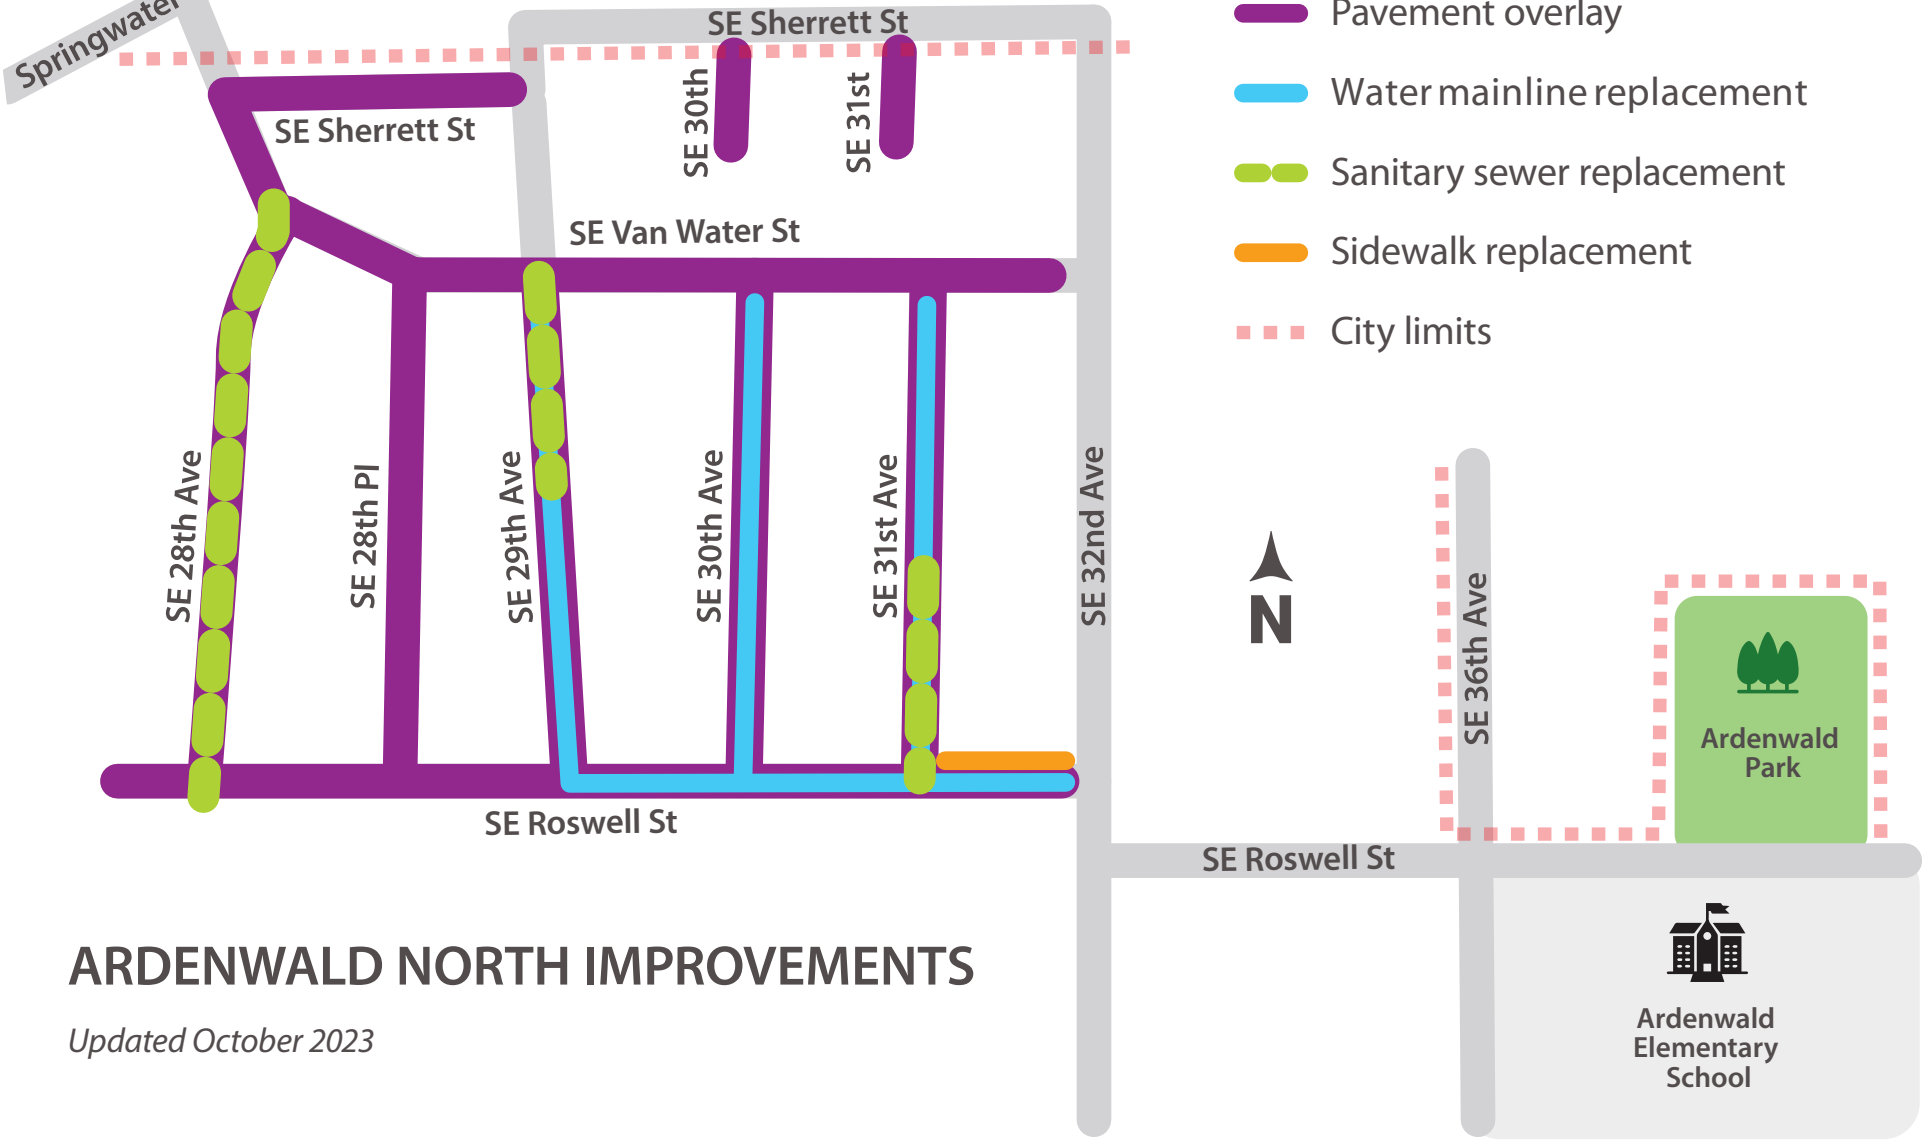 Springwater
SE Sherrett St
Pavement overlay
SE 30th
SE 31st
Water mainline replacement
SE Sherrett St
Sanitary sewer replacement
SE Van Water St
Sidewalk replacement
City limits
SE 28th Ave
SE 28th Pl
SE 29th Ave
SE 30th Ave
SE 31st Ave
SE 32nd Ave
N
SE 36th Ave
Ardenwald
Park
SE Roswell St
SE Roswell St
ARDENWALD NORTH IMPROVEMENTS
Updated October 2023
Ardenwald
Elementary
School